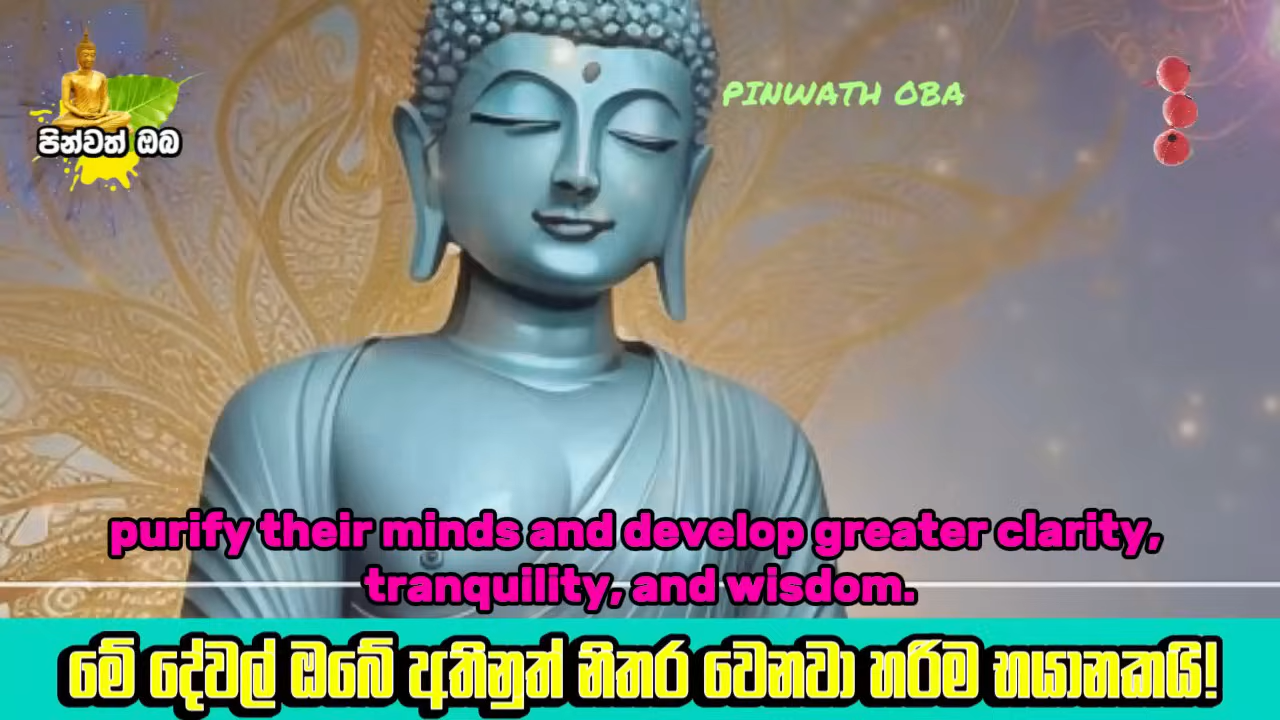 පින්වත් ඔබ
PINWATH OBA
purify their minds and develop greater clarity,
tranquility, and wisdom.
මේ දේවල් ඔබේ අතිනුත් නිතර වෙනවා හරිම භයානකයි!